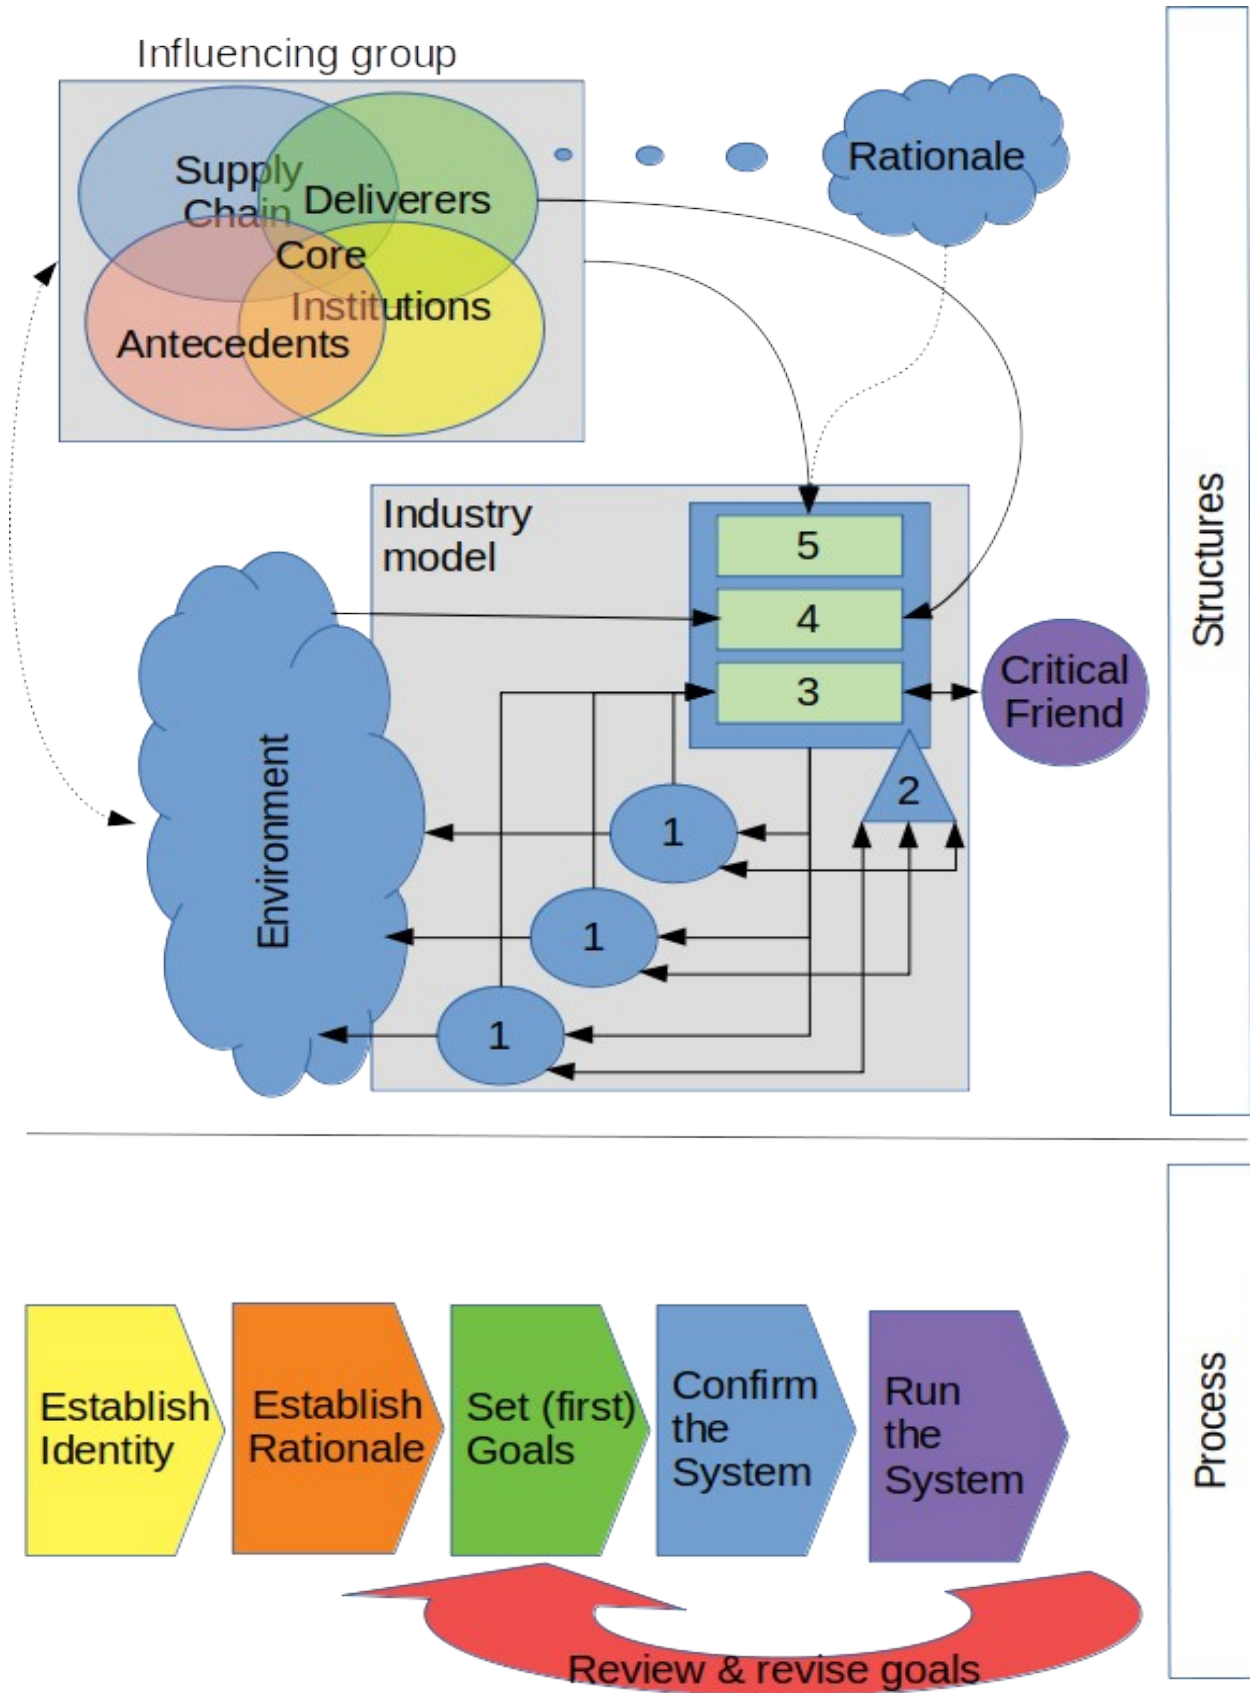 Influencing group
Supply
Chain
Deliverers
Core
Institutions
Antecedents
Rationale
Structures
Industry
model
5
4
3
Critical
Friend
2
Environment
1
1
1
Process
Establish
Identity
Establish
Rationale
Set (first)
Goals
Confirm
the
System
Run
the
System
Review & revise goals